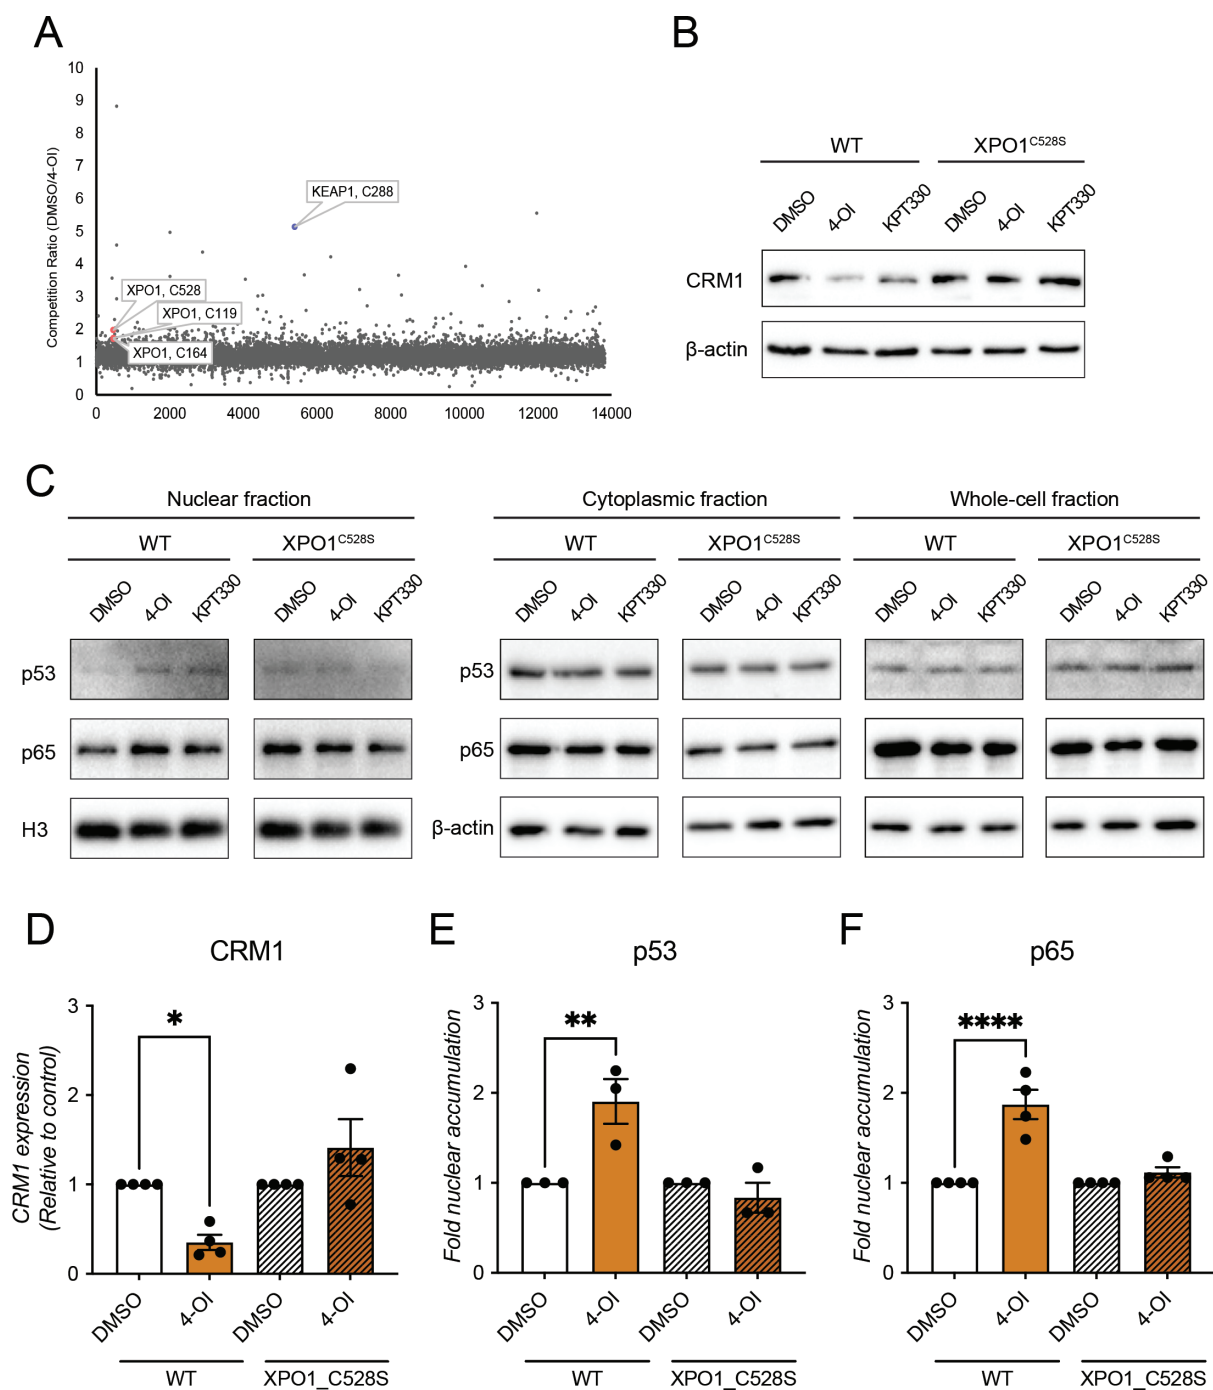 A
Competition Ratio (DMSO/4-OI)
10
9
8
7
6
5
4
3
2
1
0
0 2000 4000 6000 8000 10000 12000 14000
KEAP1, C288
XPO1, C528
XPO1, C119
XPO1, C164
B
WT XPO1C528S
DMSO 4-OI KPT330 DMSO 4-OI KPT330
CRM1
β-actin
C
Nuclear fraction Cytoplasmic fraction Whole-cell fraction
WT XPO1C528S WT XPO1C528S WT XPO1C528S
DMSO 4-OI KPT330 DMSO 4-OI KPT330 DMSO 4-OI KPT330 DMSO 4-OI KPT330 DMSO 4-OI KPT330 DMSO 4-OI KPT330
p53 p53
p65 p65
H3 β-actin
D
CRM1
CRM1 expression
(Relative to control)
3
2
1
0
*
DMSO 4-OI DMSO 4-OI
WT XPO1_C528S
E
p53
Fold nuclear accumulation
3
2
1
0
**
DMSO 4-OI DMSO 4-OI
WT XPO1_C528S
F
p65
Fold nuclear accumulation
3
2
1
0
****
DMSO 4-OI DMSO 4-OI
WT XPO1_C528S